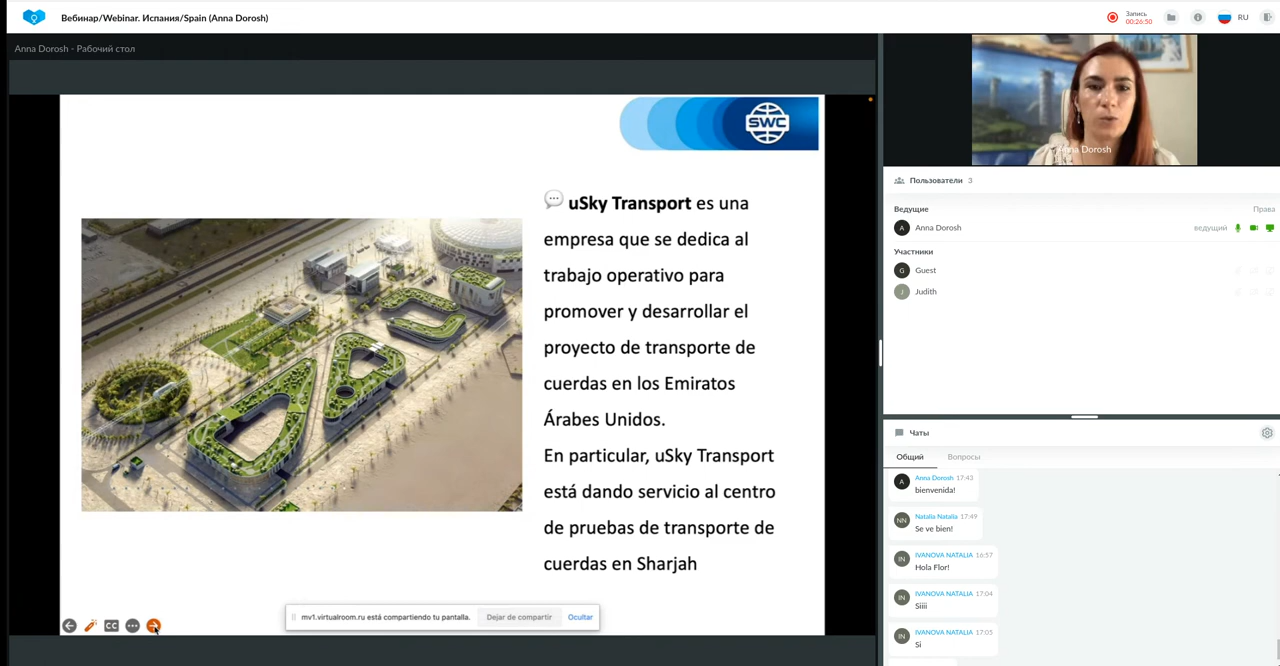 Вебинар/Webinar. Испания/Spain (Anna Dorosh)
Запись
00:26:50
RU
Anna Dorosh - Рабочий стол
SWC
uSky Transport es una
empresa que se dedica al
trabajo operativo para
promover y desarrollar el
proyecto de transporte de
cuerdas en los Emiratos
Árabes Unidos.
En particular, uSky Transport
está dando servicio al centro
de pruebas de transporte de
cuerdas en Sharjah
CC
mv1.virtualroom.ru está compartiendo tu pantalla.
Dejar de compartir
Ocultar
Anna Dorosh
Пользователи 3
Ведущие
Права
A
Anna Dorosh
ведущий
Участники
G
Guest
J
Judith
Чаты
Общий
Вопросы
A
Anna Dorosh 17:43
bienvenida!
NN
Natalia Natalia 17:49
Se ve bien!
IN
IVANOVA NATALIA 16:57
Hola Flor!
IN
IVANOVA NATALIA 17:04
Siiii
IN
IVANOVA NATALIA 17:05
Si